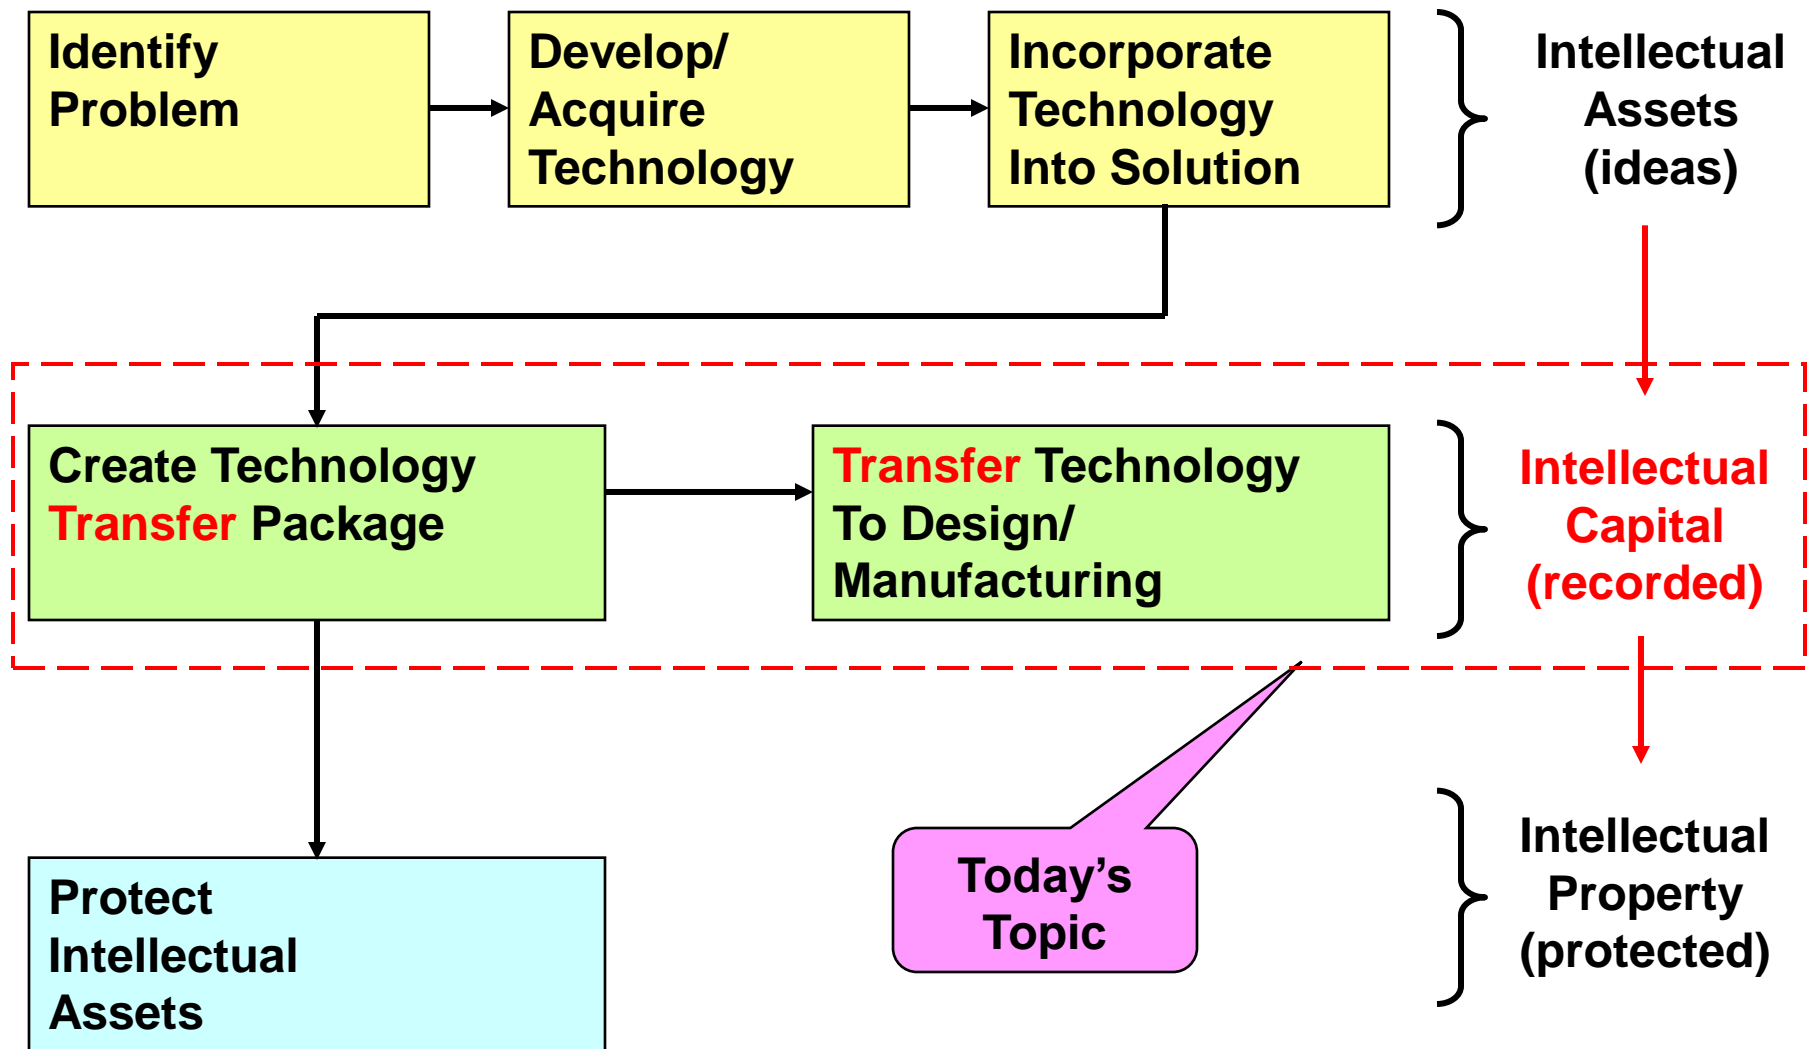 Identify
Problem
Develop/
Acquire
Technology
Incorporate
Technology
Into Solution
Intellectual
Assets
(ideas)
Create Technology
Transfer Package
Transfer Technology
To Design/
Manufacturing
Intellectual
Capital
(recorded)
Protect
Intellectual
Assets
Today’s
Topic
Intellectual
Property
(protected)